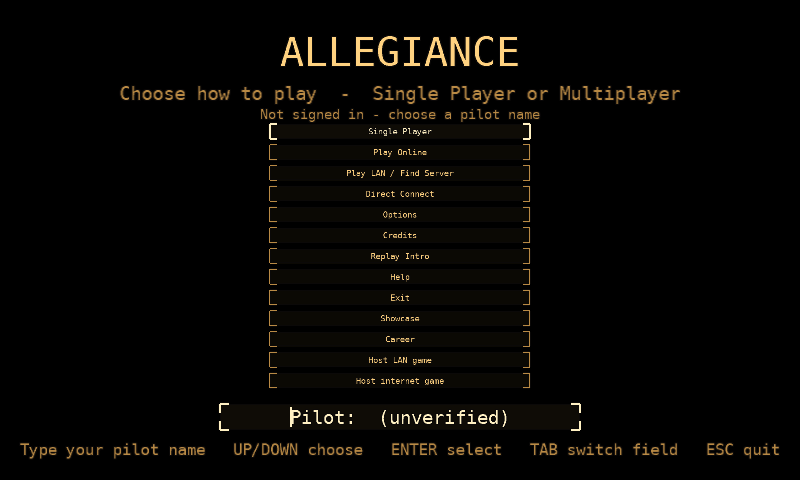 ALLEGIANCE
Choose how to play  -  Single Player or Multiplayer
Not signed in - choose a pilot name
Single Player
Play Online
Play LAN / Find Server
Direct Connect
Options
Credits
Replay Intro
Help
Exit
Showcase
Career
Host LAN game
Host internet game
Pilot:  (unverified)
Type your pilot name   UP/DOWN choose   ENTER select   TAB switch field   ESC quit